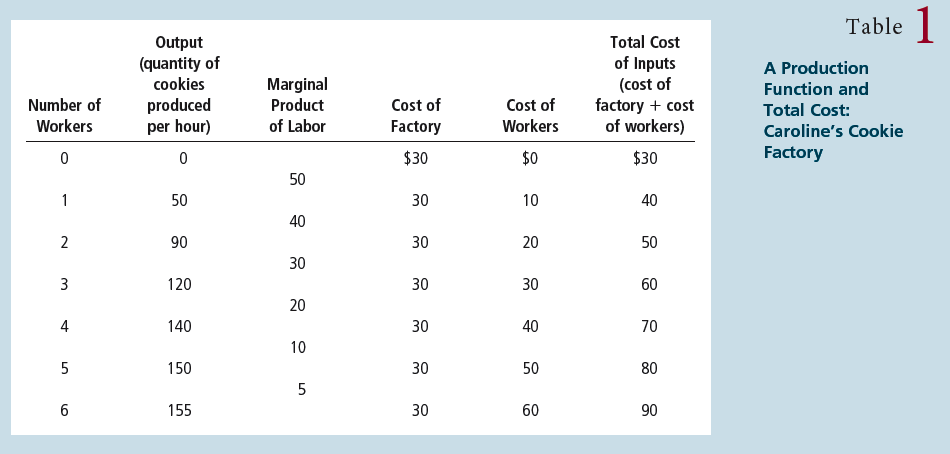 Table 1
A Production
Function and
Total Cost:
Caroline's Cookie
Factory
Number of
Workers
Output
(quantity of
cookies
produced
per hour)
Marginal
Product
of Labor
Cost of
Factory
Cost of
Workers
Total Cost
of Inputs
(cost of
factory + cost
of workers)
0 0 $30 $0 $30
50
1 50 30 10 40
40
2 90 30 20 50
30
3 120 30 30 60
20
4 140 30 40 70
10
5 150 30 50 80
5
6 155 30 60 90